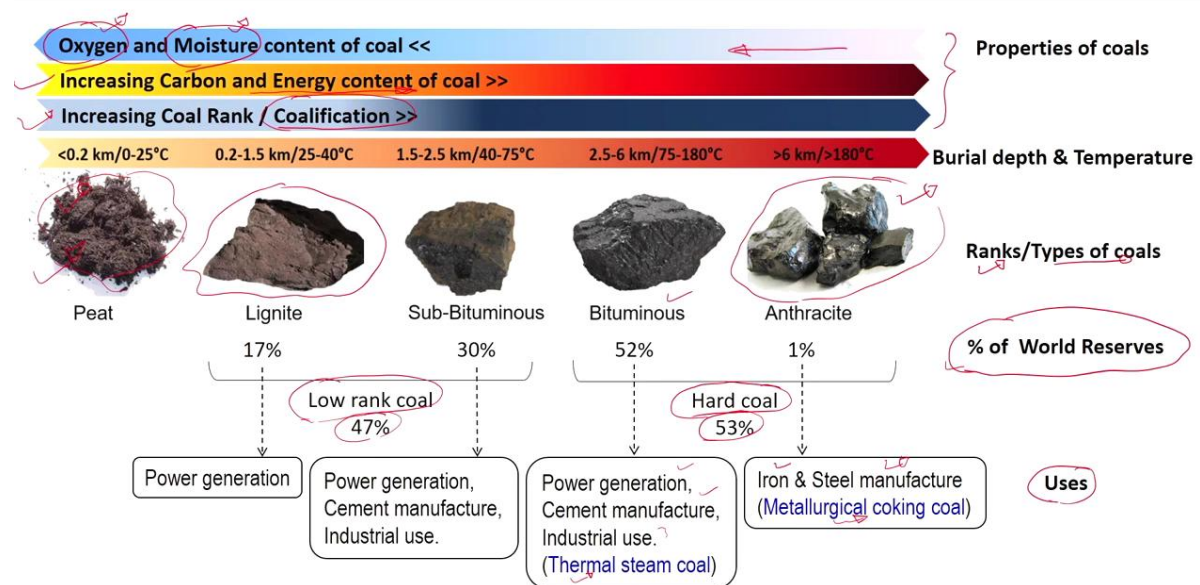 Oxygen and Moisture content of coal <<
Properties of coals
Increasing Carbon and Energy content of coal >>
Increasing Coal Rank / Coalification >>
<0.2 km/0-25°C 0.2-1.5 km/25-40°C 1.5-2.5 km/40-75°C 2.5-6 km/75-180°C >6 km/>180°C
Burial depth & Temperature
Ranks/Types of coals
Peat Lignite Sub-Bituminous Bituminous Anthracite
17% 30% 52% 1%
% of World Reserves
Low rank coal
47%
Hard coal
53%
Power generation
Power generation,
Cement manufacture,
Industrial use.
Power generation,
Cement manufacture,
Industrial use.
(Thermal steam coal)
Iron & Steel manufacture
(Metallurgical coking coal)
Uses